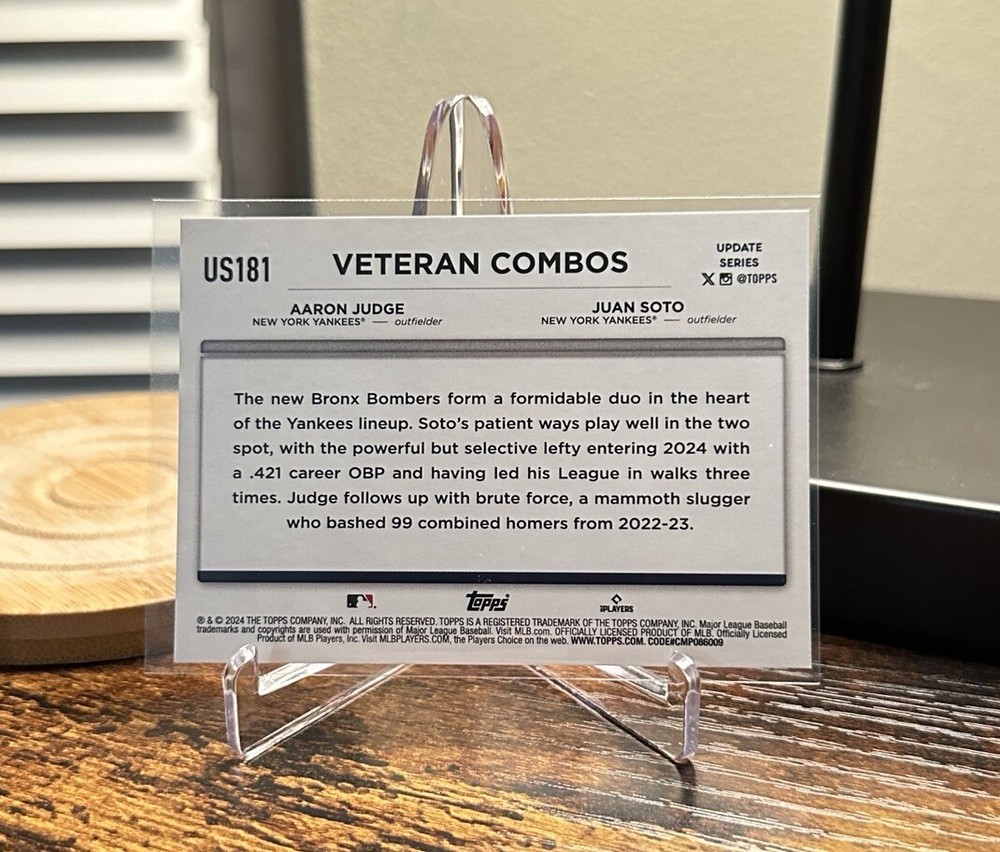 US181
VETERAN COMBOS
UPDATE
SERIES
X @TOPPS
AARON JUDGE
NEW YORK YANKEES® — outfielder
JUAN SOTO
NEW YORK YANKEES® — outfielder
The new Bronx Bombers form a formidable duo in the heart
of the Yankees lineup. Soto's patient ways play well in the two
spot, with the powerful but selective lefty entering 2024 with
a .421 career OBP and having led his League in walks three
times. Judge follows up with brute force, a mammoth slugger
who bashed 99 combined homers from 2022-23.
Topps®
PLAYERS
® & © 2024 THE TOPPS COMPANY, INC. ALL RIGHTS RESERVED. TOPPS IS A REGISTERED TRADEMARK OF THE TOPPS COMPANY, INC. Major League Baseball
trademarks and copyrights are used with permission of Major League Baseball. Visit MLB.com. OFFICIALLY LICENSED PRODUCT OF MLB. Officially Licensed
Product of MLB Players, Inc. Visit MLBPLAYERS.COM, the Players Choice on the web. WWW.TOPPS.COM. CODE#CMP086009